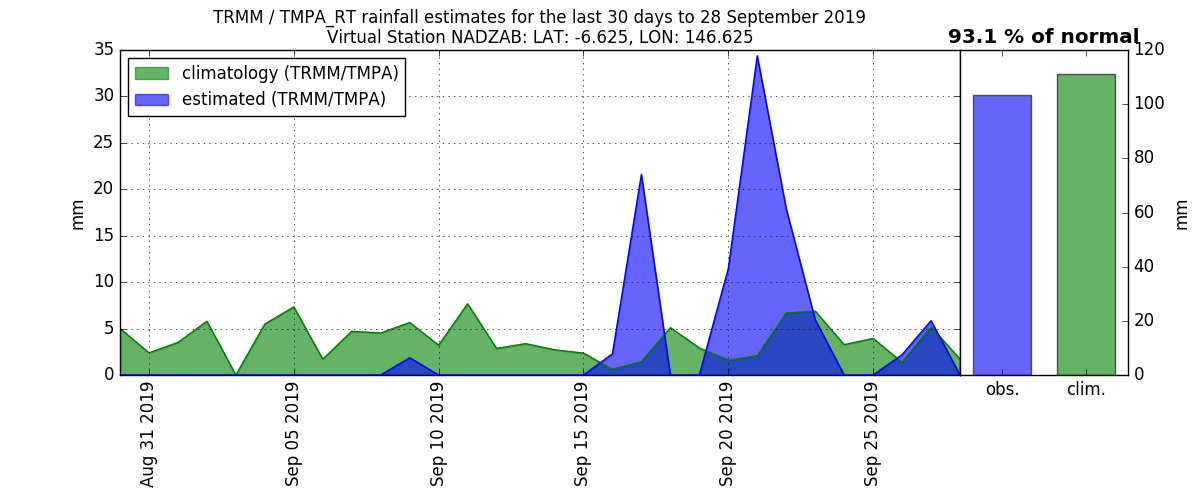 TRMM / TMPA_RT rainfall estimates for the last 30 days to 28 September 2019
Virtual Station NADZAB: LAT: -6.625, LON: 146.625
93.1 % of normal
climatology (TRMM/TMPA)
estimated (TRMM/TMPA)
mm
35
30
25
20
15
10
5
0
Aug 31 2019
Sep 05 2019
Sep 10 2019
Sep 15 2019
Sep 20 2019
Sep 25 2019
obs.
clim.
120
100
80
60
40
20
0
mm